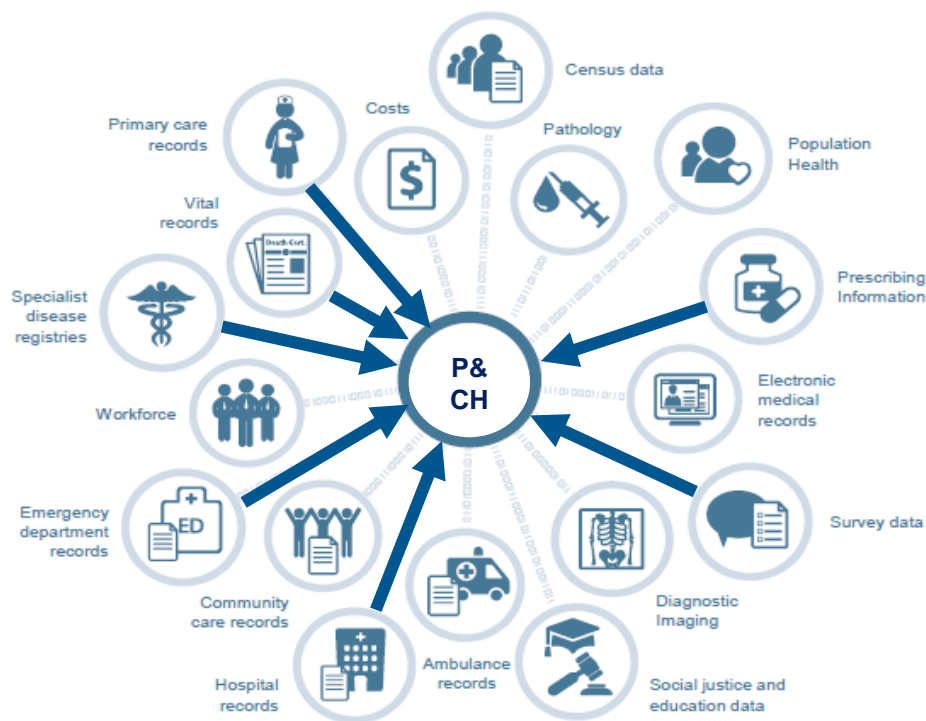 Census data
Costs
Primary care
records
Pathology
Population
Health
$
Vital
records
Death Cert.
Specialist
disease
registries
Prescribing
Information
P&
CH
Workforce
Electronic
medical
records
Emergency
department
records
ED
Survey data
Community
care records
Diagnostic
Imaging
Hospital
records
Ambulance
records
Social justice and
education data